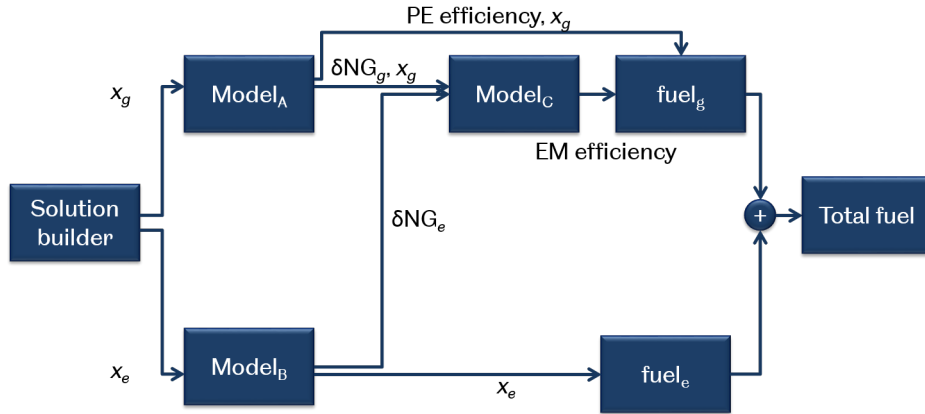 PE efficiency, x_g
δNG_g, x_g
x_g
Model_A
Model_C
fuel_g
EM efficiency
Solution
builder
δNG_e
+
Total fuel
x_e
Model_B
x_e
fuel_e